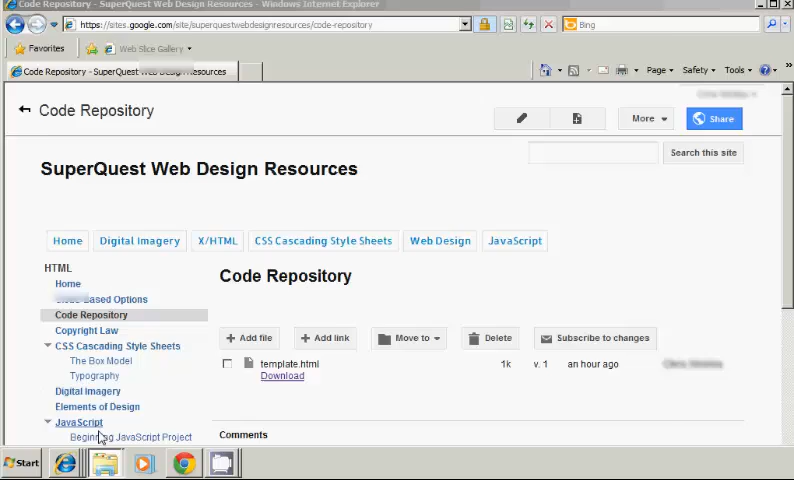 Code Repository - SuperQuest Web Design Resources - Windows Internet Explorer
https://sites.google.com/site/superquestwebdesignresources/code-repository
Bing
Favorites
Web Slice Gallery
Code Repository - SuperQuest Web Design Resources
Page
Safety
Tools
Code Repository
More
Share
SuperQuest Web Design Resources
Search this site
Home
Digital Imagery
X/HTML
CSS Cascading Style Sheets
Web Design
JavaScript
HTML
Home
Based Options
Code Repository
Copyright Law
CSS Cascading Style Sheets
The Box Model
Typography
Digital Imagery
Elements of Design
JavaScript
Beginning JavaScript Project
Code Repository
Add file
Add link
Move to
Delete
Subscribe to changes
template.html 1k v. 1 an hour ago
Download
Comments
Start